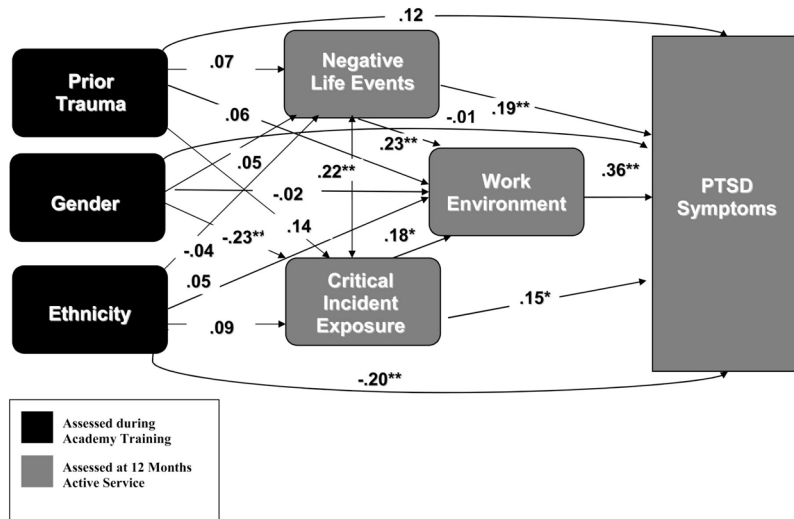 .12
Prior
Trauma
.07
Negative
Life Events
.19**
-.01
.06
.23**
.05
.22**
Gender
-.02
Work
Environment
.36**
PTSD
Symptoms
-.23**
.14
.18*
-.04
.05
Ethnicity
.09
Critical
Incident
Exposure
.15*
-.20**
Assessed during
Academy Training
Assessed at 12 Months
Active Service